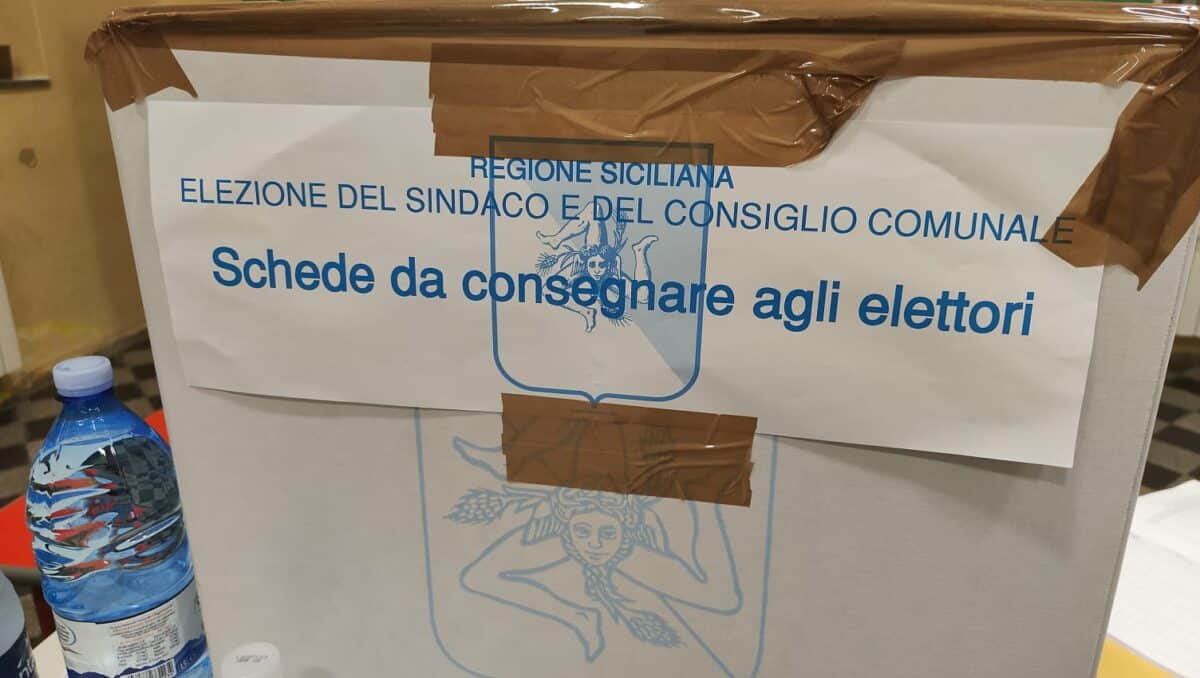 REGIONE SICILIANA
ELEZIONE DEL SINDACO E DEL CONSIGLIO COMUNALE
Schede da consegnare agli elettori